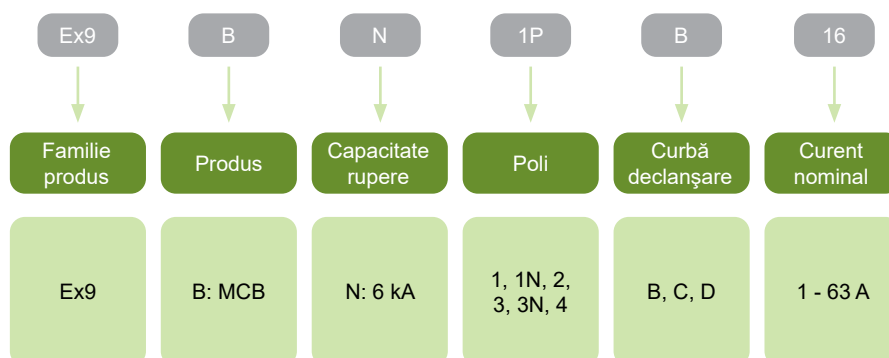 Ex9
B
N
1P
B
16
Familie
produs
Produs
Capacitate
rupere
Poli
Curbă
declanşare
Curent
nominal
Ex9
B: MCB
N: 6 kA
1, 1N, 2,
3, 3N, 4
B, C, D
1 - 63 A